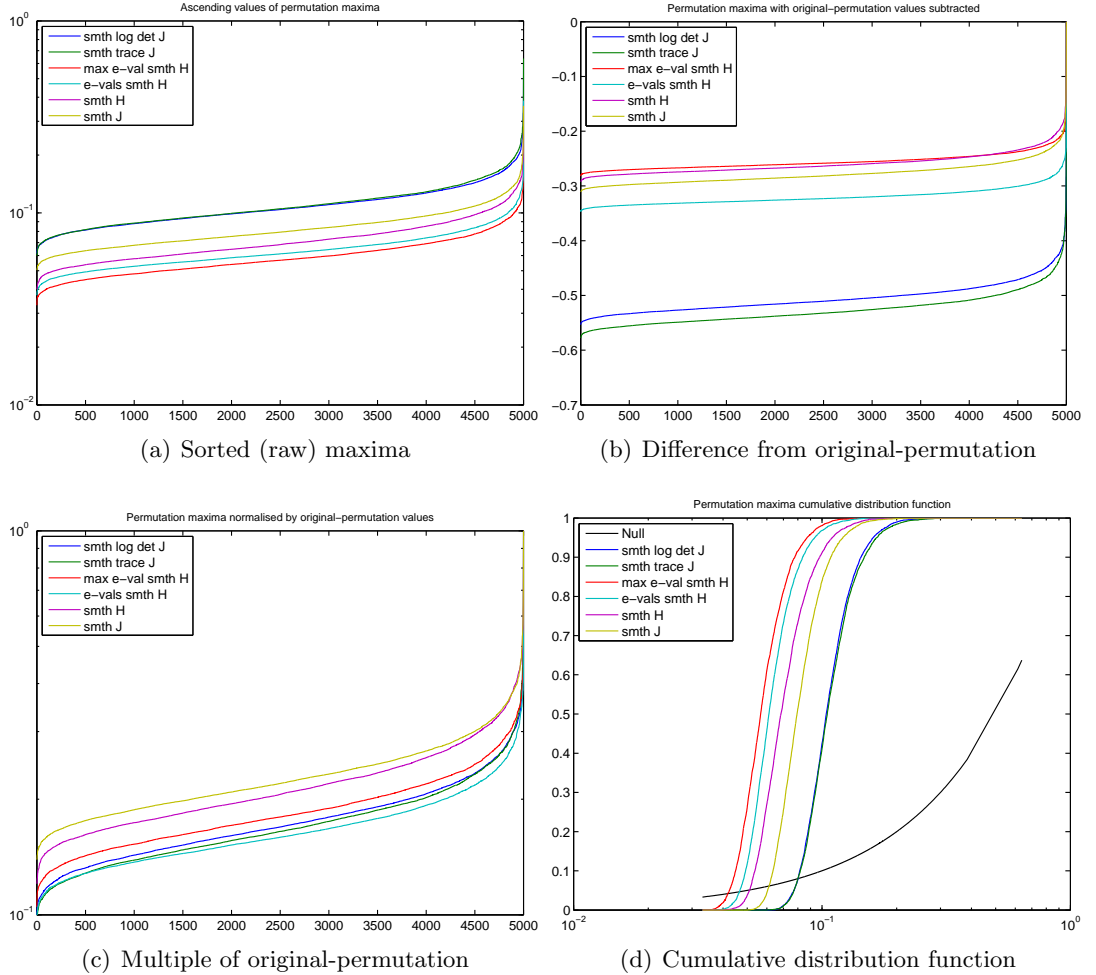 Ascending values of permutation maxima
10^0
10^-1
10^-2
smth log det J
smth trace J
max e-val smth H
e-vals smth H
smth H
smth J
0 500 1000 1500 2000 2500 3000 3500 4000 4500 5000
(a) Sorted (raw) maxima
Permutation maxima with original-permutation values subtracted
0
-0.1
-0.2
-0.3
-0.4
-0.5
-0.6
-0.7
smth log det J
smth trace J
max e-val smth H
e-vals smth H
smth H
smth J
0 500 1000 1500 2000 2500 3000 3500 4000 4500 5000
(b) Difference from original-permutation
Permutation maxima normalised by original-permutation values
10^0
10^-1
smth log det J
smth trace J
max e-val smth H
e-vals smth H
smth H
smth J
0 500 1000 1500 2000 2500 3000 3500 4000 4500 5000
(c) Multiple of original-permutation
Permutation maxima cumulative distribution function
1
0.9
0.8
0.7
0.6
0.5
0.4
0.3
0.2
0.1
0
Null
smth log det J
smth trace J
max e-val smth H
e-vals smth H
smth H
smth J
10^-2 10^-1 10^0
(d) Cumulative distribution function